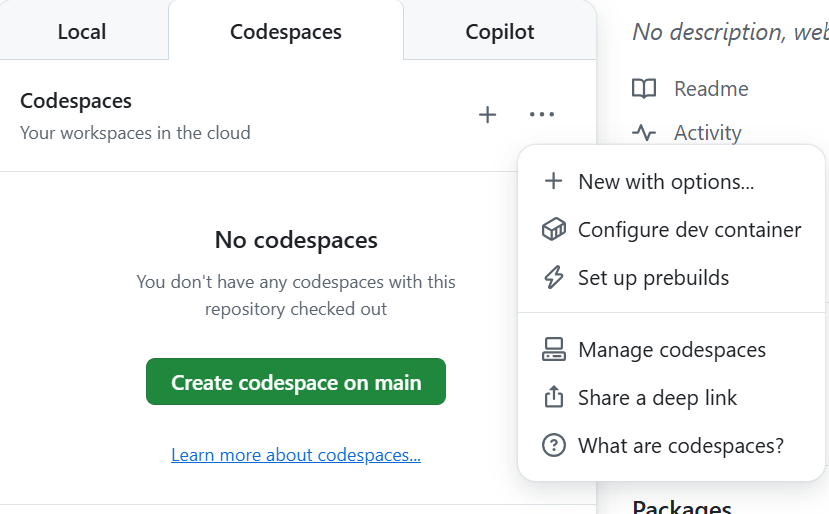 Local
Codespaces
Copilot
No description, web
Codespaces
Your workspaces in the cloud
Readme
Activity
New with options...
Configure dev container
Set up prebuilds
Manage codespaces
Share a deep link
What are codespaces?
No codespaces
You don't have any codespaces with this
repository checked out
Create codespace on main
Learn more about codespaces...
Packages